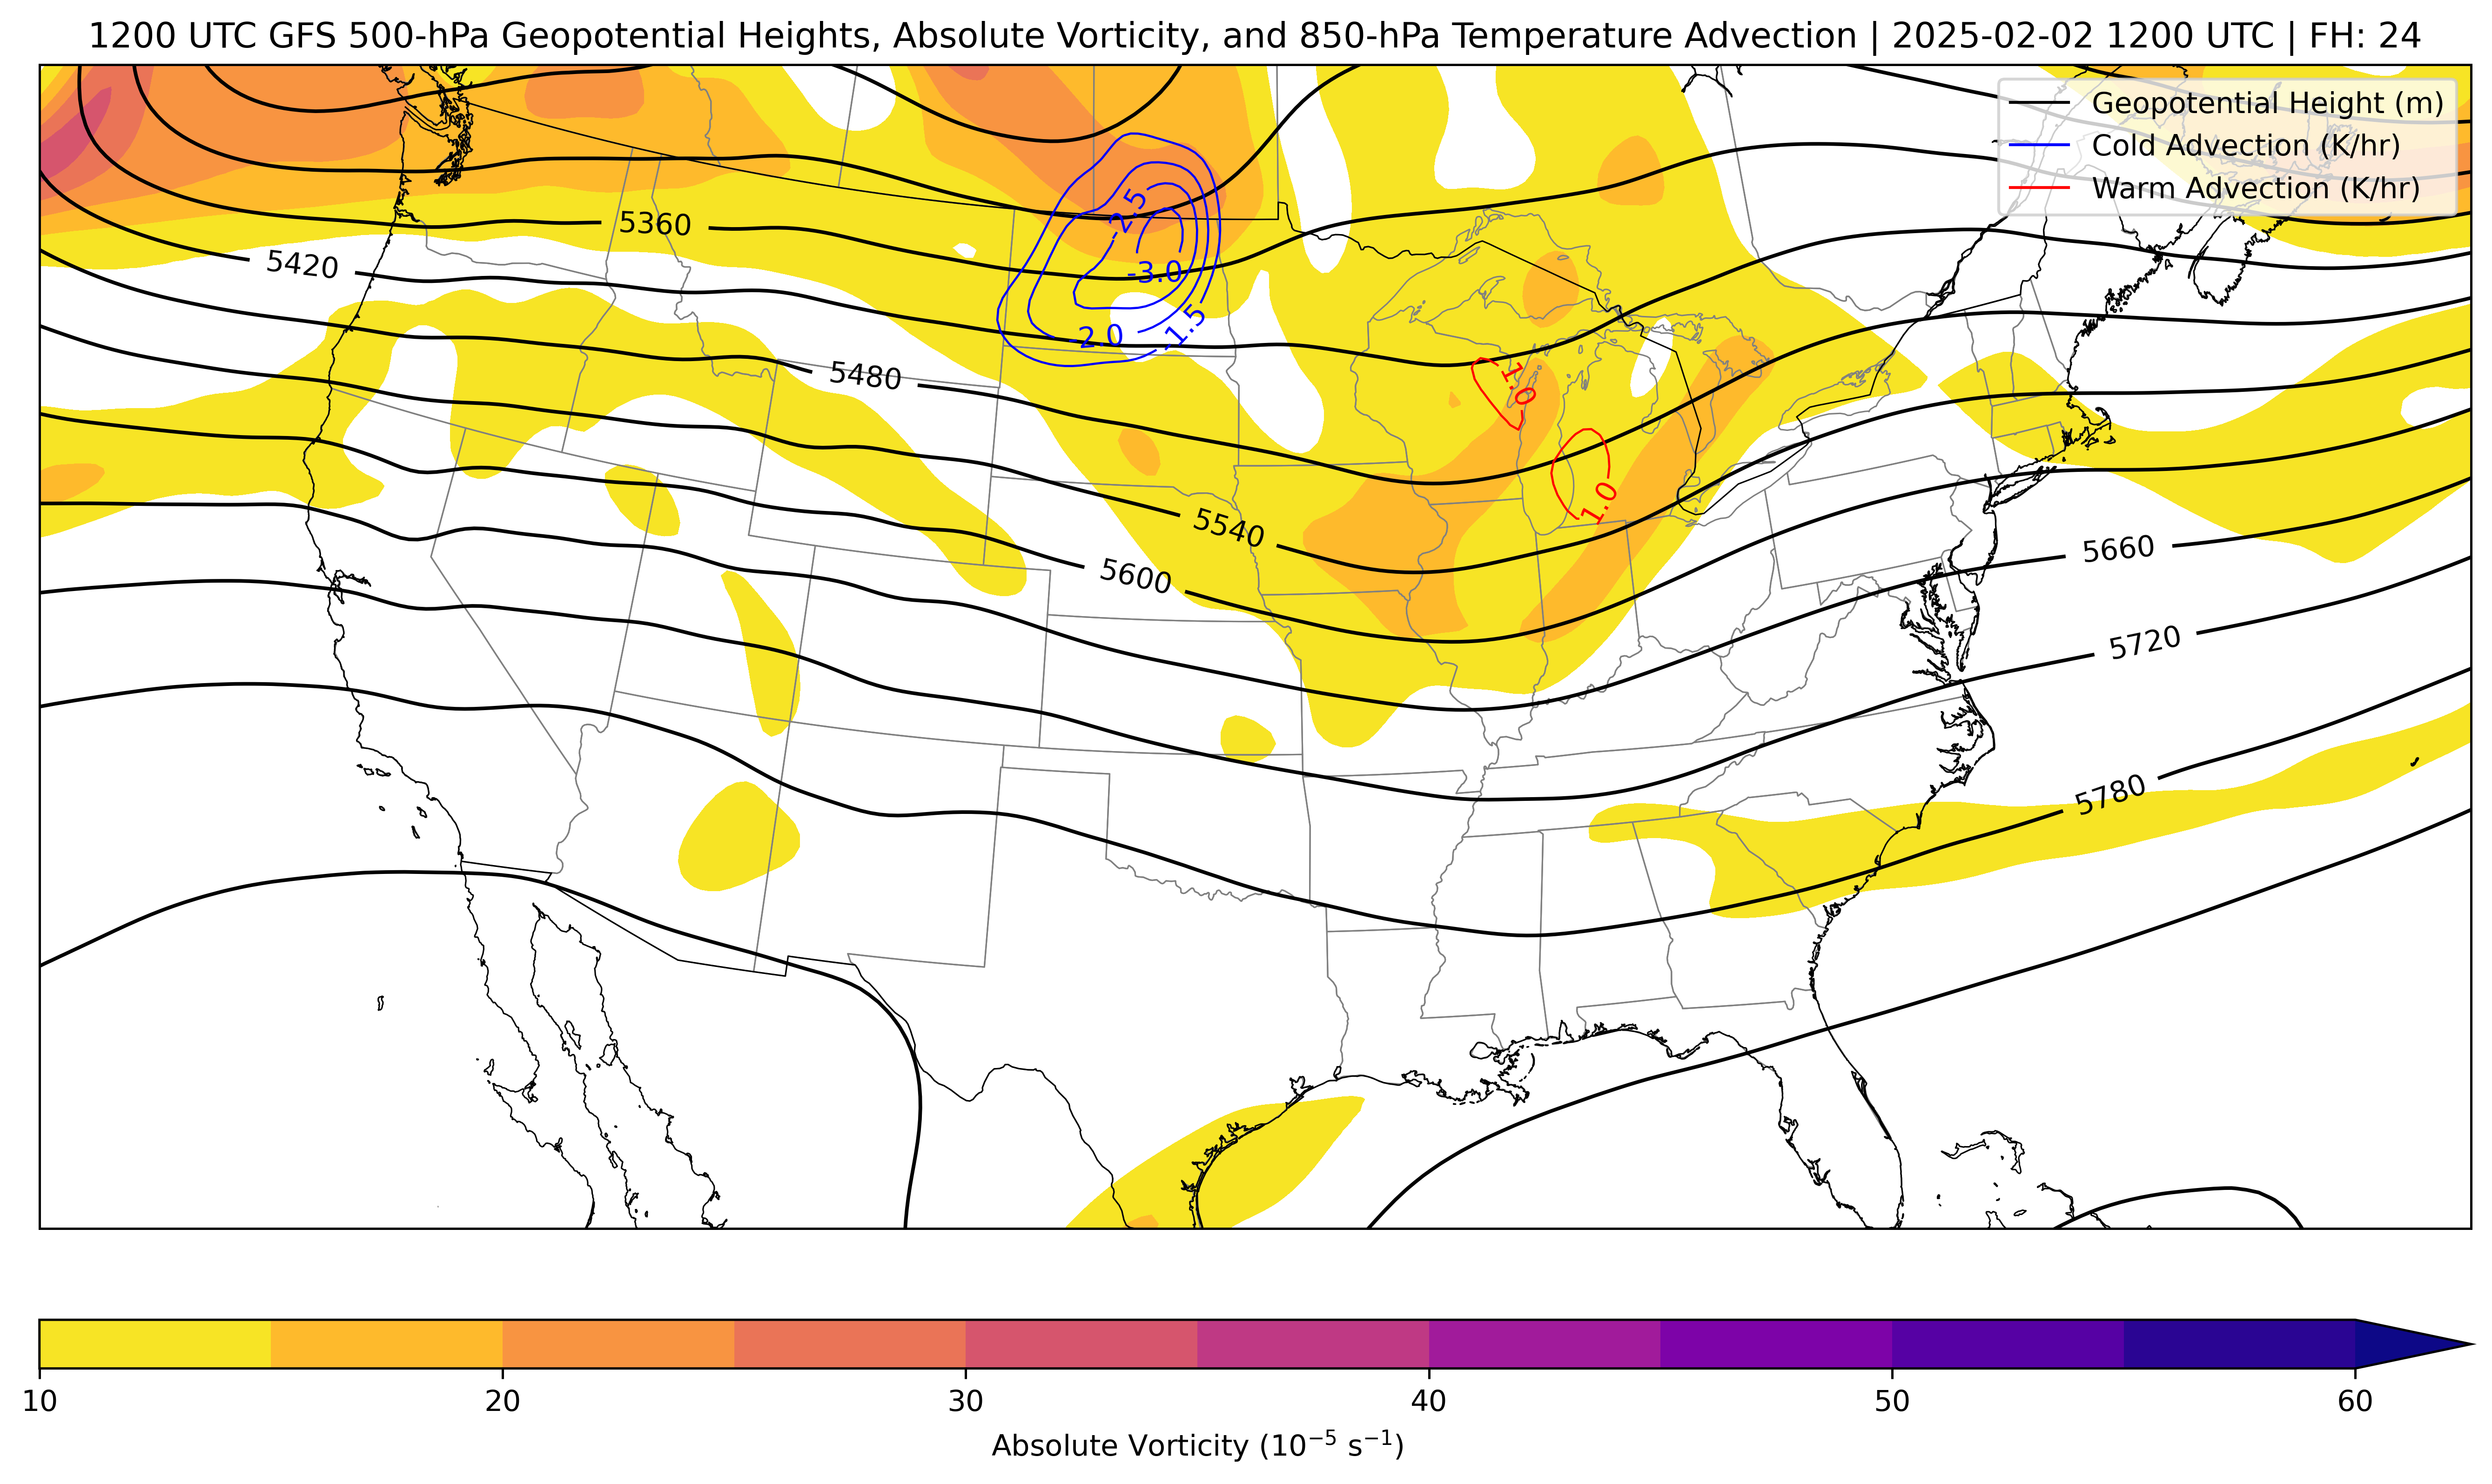 1200 UTC GFS 500-hPa Geopotential Heights, Absolute Vorticity, and 850-hPa Temperature Advection | 2025-02-02 1200 UTC | FH: 24
Geopotential Height (m)
Cold Advection (K/hr)
Warm Advection (K/hr)
-2.5
5360
5420
-3.0
-2.0
-1.5
5480
1.0
1.0
5540
5600
5660
5720
5780
10 20 30 40 50 60
Absolute Vorticity (10⁻⁵ s⁻¹)